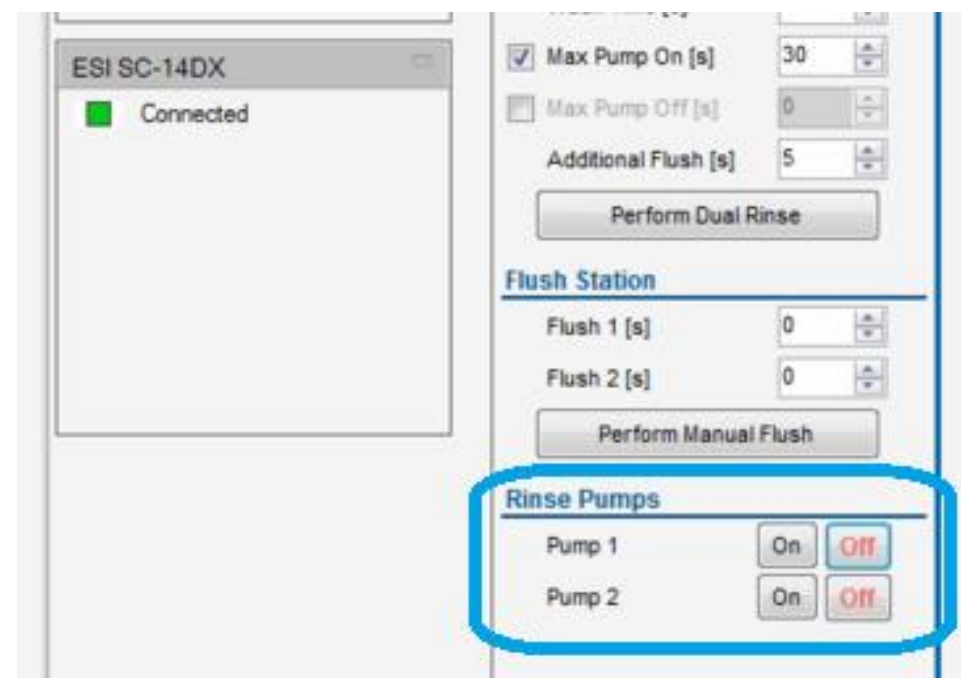 ESI SC-14DX
Connected
Max Pump On [s] 30
Max Pump Off [s] 0
Additional Flush [s] 5
Perform Dual Rinse
Flush Station
Flush 1 [s] 0
Flush 2 [s] 0
Perform Manual Flush
Rinse Pumps
Pump 1 On Off
Pump 2 On Off